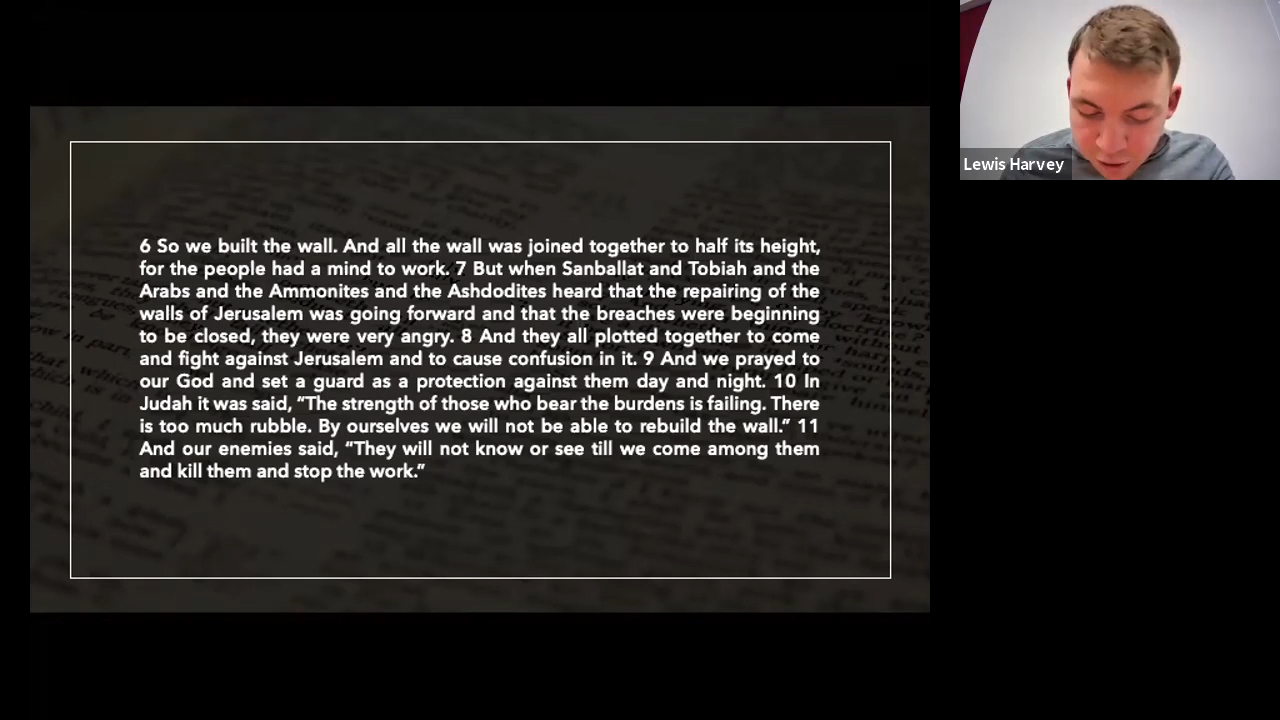 6 So we built the wall. And all the wall was joined together to half its height,
for the people had a mind to work. 7 But when Sanballat and Tobiah and the
Arabs and the Ammonites and the Ashdodites heard that the repairing of the
walls of Jerusalem was going forward and that the breaches were beginning
to be closed, they were very angry. 8 And they all plotted together to come
and fight against Jerusalem and to cause confusion in it. 9 And we prayed to
our God and set a guard as a protection against them day and night. 10 In
Judah it was said, “The strength of those who bear the burdens is failing. There
is too much rubble. By ourselves we will not be able to rebuild the wall.” 11
And our enemies said, “They will not know or see till we come among them
and kill them and stop the work.”
Lewis Harvey